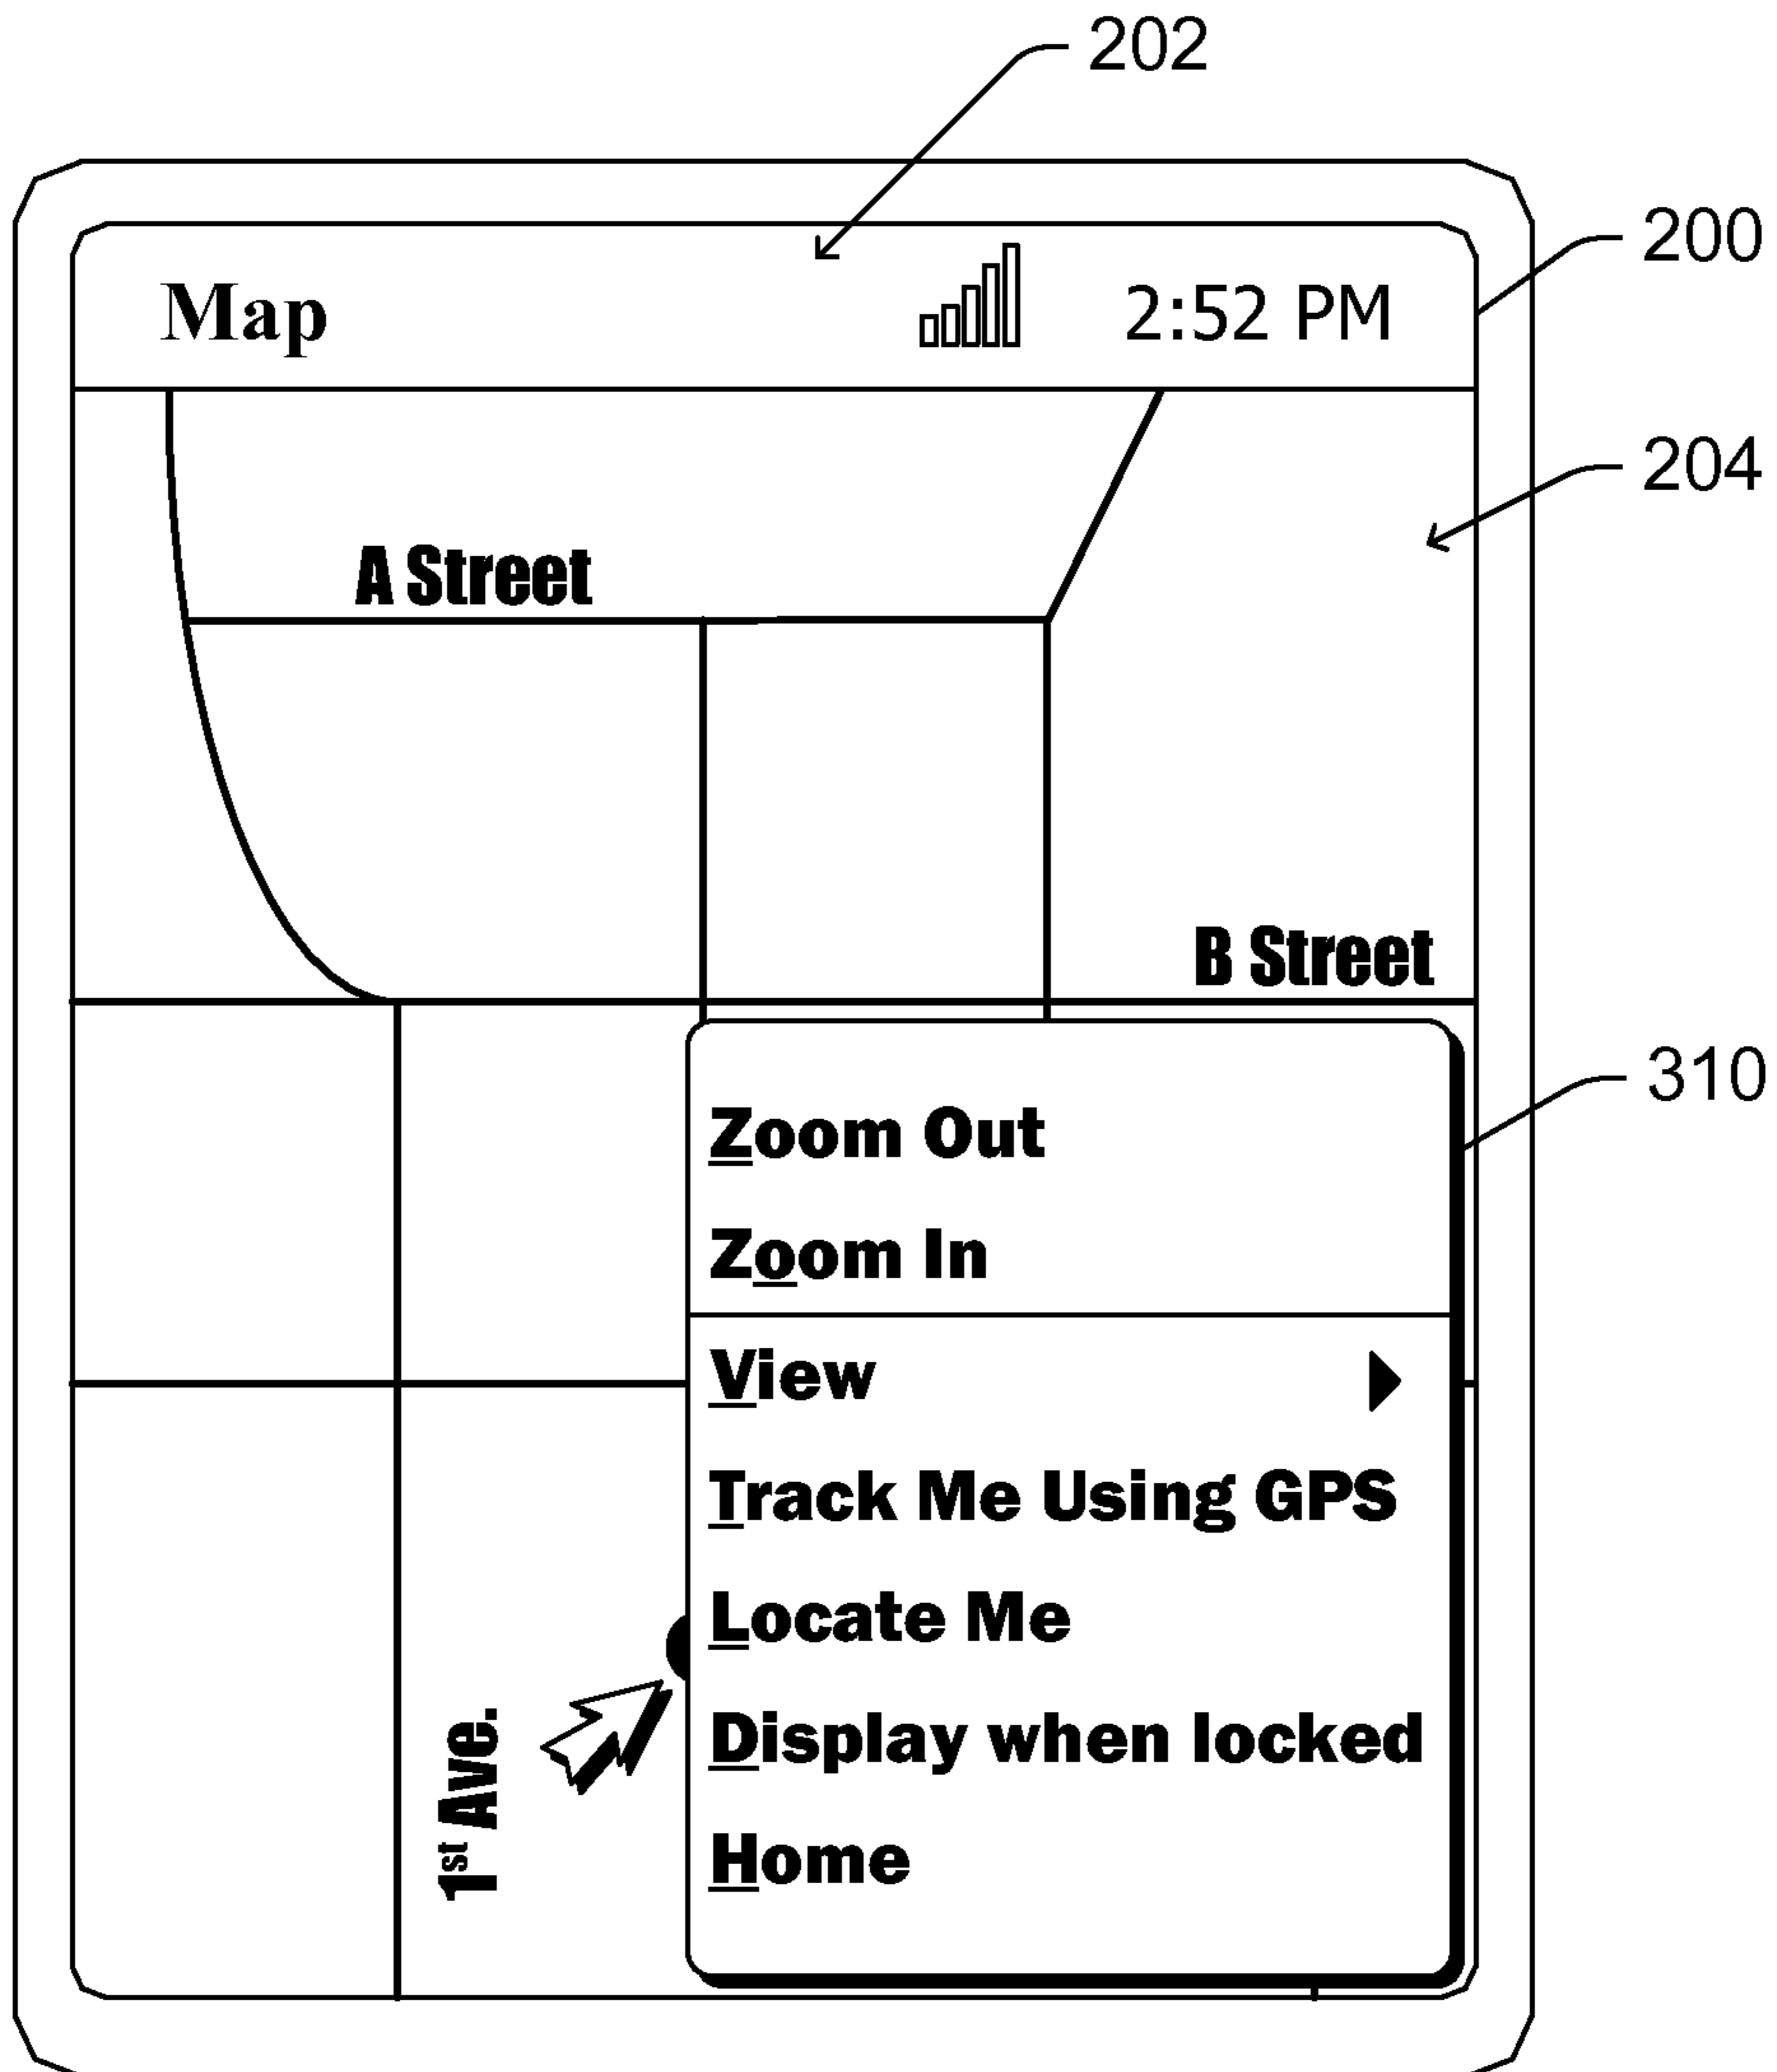 202
200
Map 2:52 PM
204
A Street
B Street
310
Zoom Out
Zoom In
View
Track Me Using GPS
Locate Me
Display when locked
Home
1st Ave.